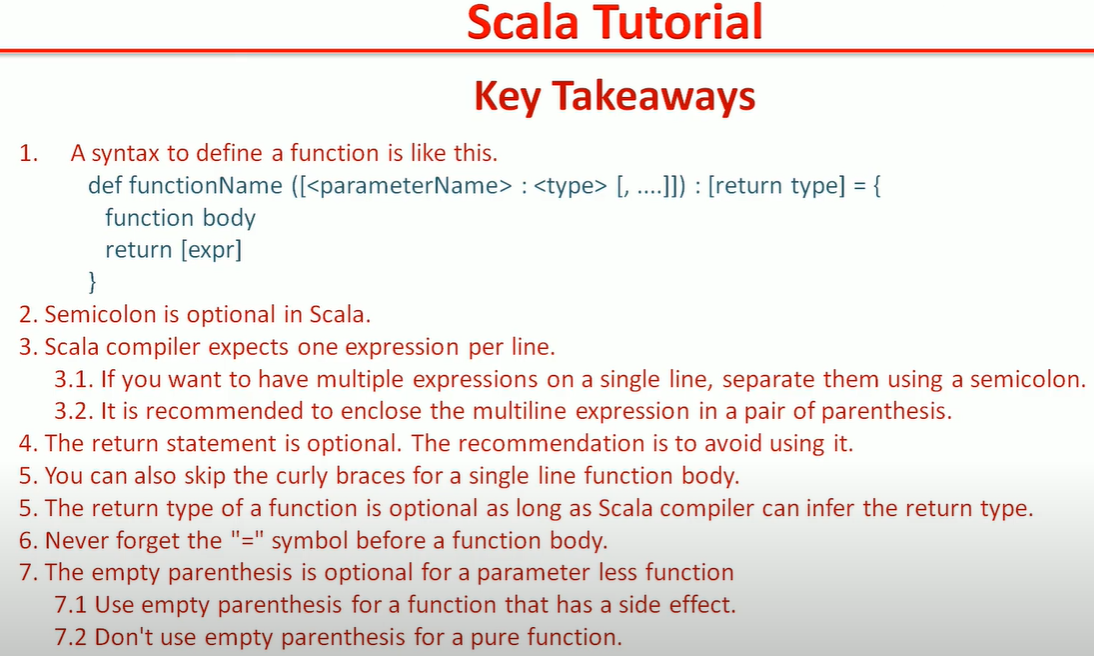 Scala Tutorial
Key Takeaways
1. A syntax to define a function is like this.
def functionName ([<parameterName> : <type> [, ....]]) : [return type] = {
function body
return [expr]
}
2. Semicolon is optional in Scala.
3. Scala compiler expects one expression per line.
3.1. If you want to have multiple expressions on a single line, separate them using a semicolon.
3.2. It is recommended to enclose the multiline expression in a pair of parenthesis.
4. The return statement is optional. The recommendation is to avoid using it.
5. You can also skip the curly braces for a single line function body.
5. The return type of a function is optional as long as Scala compiler can infer the return type.
6. Never forget the "=" symbol before a function body.
7. The empty parenthesis is optional for a parameter less function
7.1 Use empty parenthesis for a function that has a side effect.
7.2 Don't use empty parenthesis for a pure function.